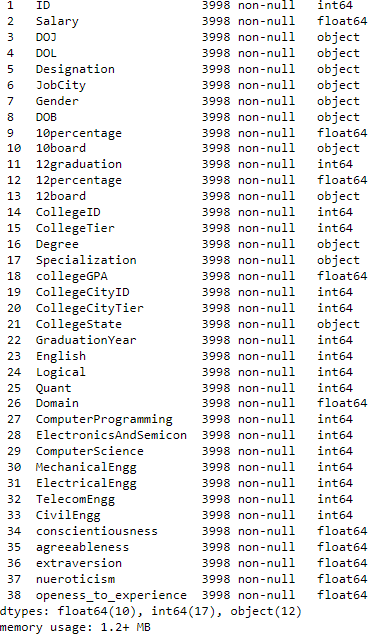 1 ID 3998 non-null int64
2 Salary 3998 non-null float64
3 DOJ 3998 non-null object
4 DOL 3998 non-null object
5 Designation 3998 non-null object
6 JobCity 3998 non-null object
7 Gender 3998 non-null object
8 DOB 3998 non-null object
9 10percentage 3998 non-null float64
10 10board 3998 non-null object
11 12graduation 3998 non-null int64
12 12percentage 3998 non-null float64
13 12board 3998 non-null object
14 CollegeID 3998 non-null int64
15 CollegeTier 3998 non-null int64
16 Degree 3998 non-null object
17 Specialization 3998 non-null object
18 collegeGPA 3998 non-null float64
19 CollegeCityID 3998 non-null int64
20 CollegeCityTier 3998 non-null int64
21 CollegeState 3998 non-null object
22 GraduationYear 3998 non-null int64
23 English 3998 non-null int64
24 Logical 3998 non-null int64
25 Quant 3998 non-null int64
26 Domain 3998 non-null float64
27 ComputerProgramming 3998 non-null int64
28 ElectronicsAndSemicon 3998 non-null int64
29 ComputerScience 3998 non-null int64
30 MechanicalEngg 3998 non-null int64
31 ElectricalEngg 3998 non-null int64
32 TelecomEngg 3998 non-null int64
33 CivilEngg 3998 non-null int64
34 conscientiousness 3998 non-null float64
35 agreeableness 3998 non-null float64
36 extraversion 3998 non-null float64
37 nueroticism 3998 non-null float64
38 openess_to_experience 3998 non-null float64
dtypes: float64(10), int64(17), object(12)
memory usage: 1.2+ MB